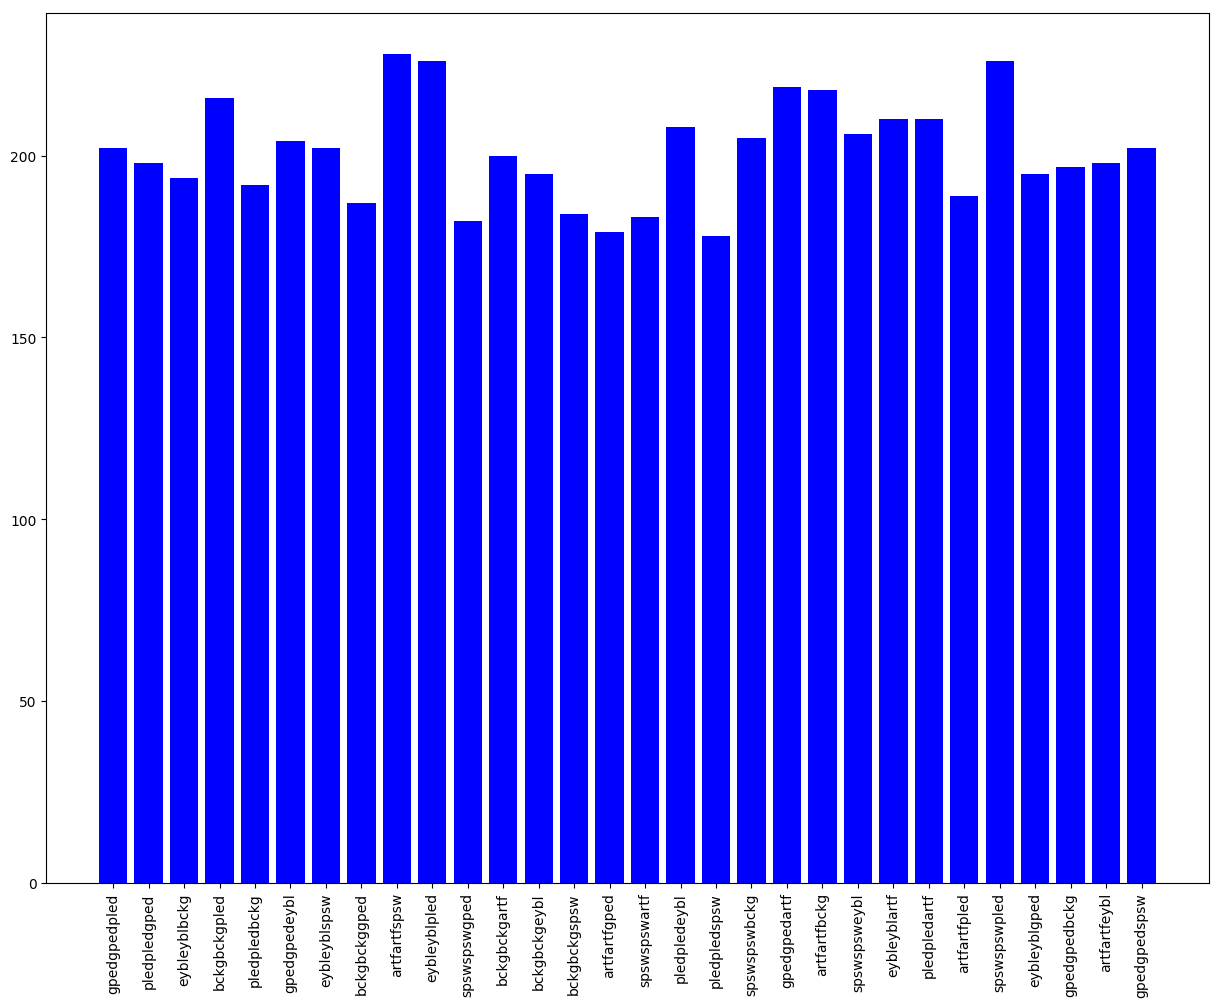 200
150
100
50
0
gpedgpedpled
pledpledgped
eybleyblbckg
bckgbckgpled
pledpledbckg
gpedgpedeybl
eybleyblspsw
bckgbckggped
artfartfspsw
eybleyblpled
spswspswgped
bckgbckgartf
bckgbckgeybl
bckgbckgspsw
artfartfgped
spswspswartf
pledpledeybl
pledpledspsw
spswspswbckg
gpedgpedartf
artfartfbckg
spswspsweybl
eybleyblartf
pledpledartf
artfartfpled
spswspswpled
eybleyblgped
gpedgpedbckg
artfartfeybl
gpedgpedspsw